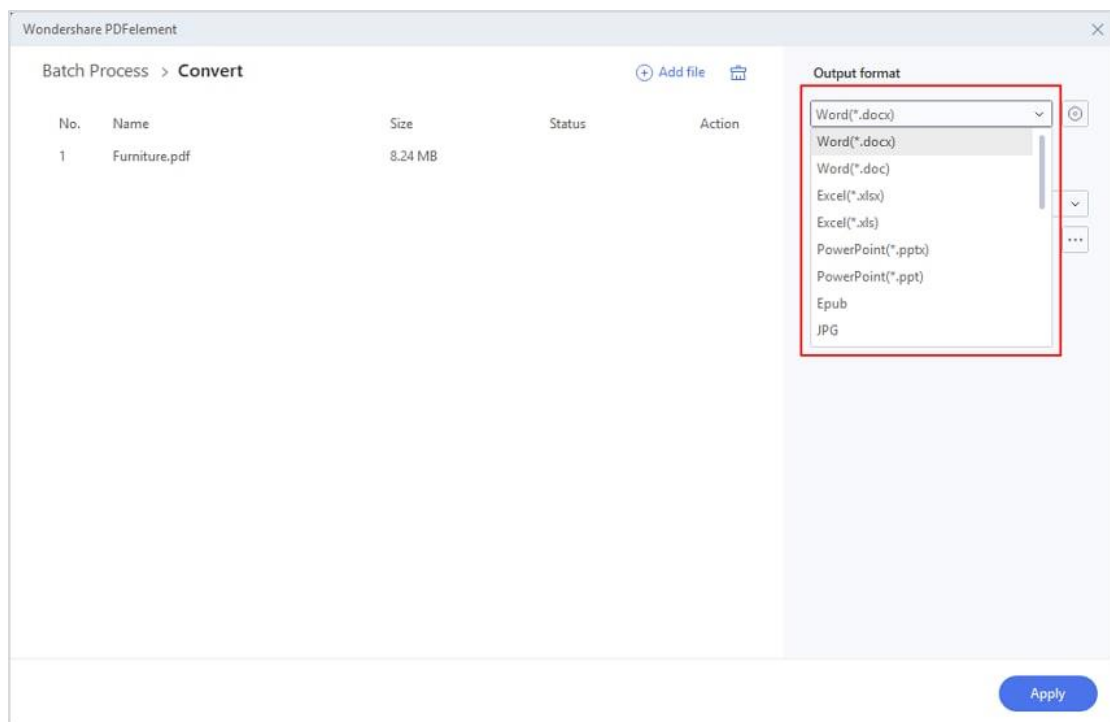 Wondershare PDFelement
Batch Process > Convert
Add file
No. Name Size Status Action
1 Furniture.pdf 8.24 MB
Output format
Word(*.docx)
Word(*.docx)
Word(*.doc)
Excel(*.xlsx)
Excel(*.xls)
PowerPoint(*.pptx)
PowerPoint(*.ppt)
Epub
JPG
Apply